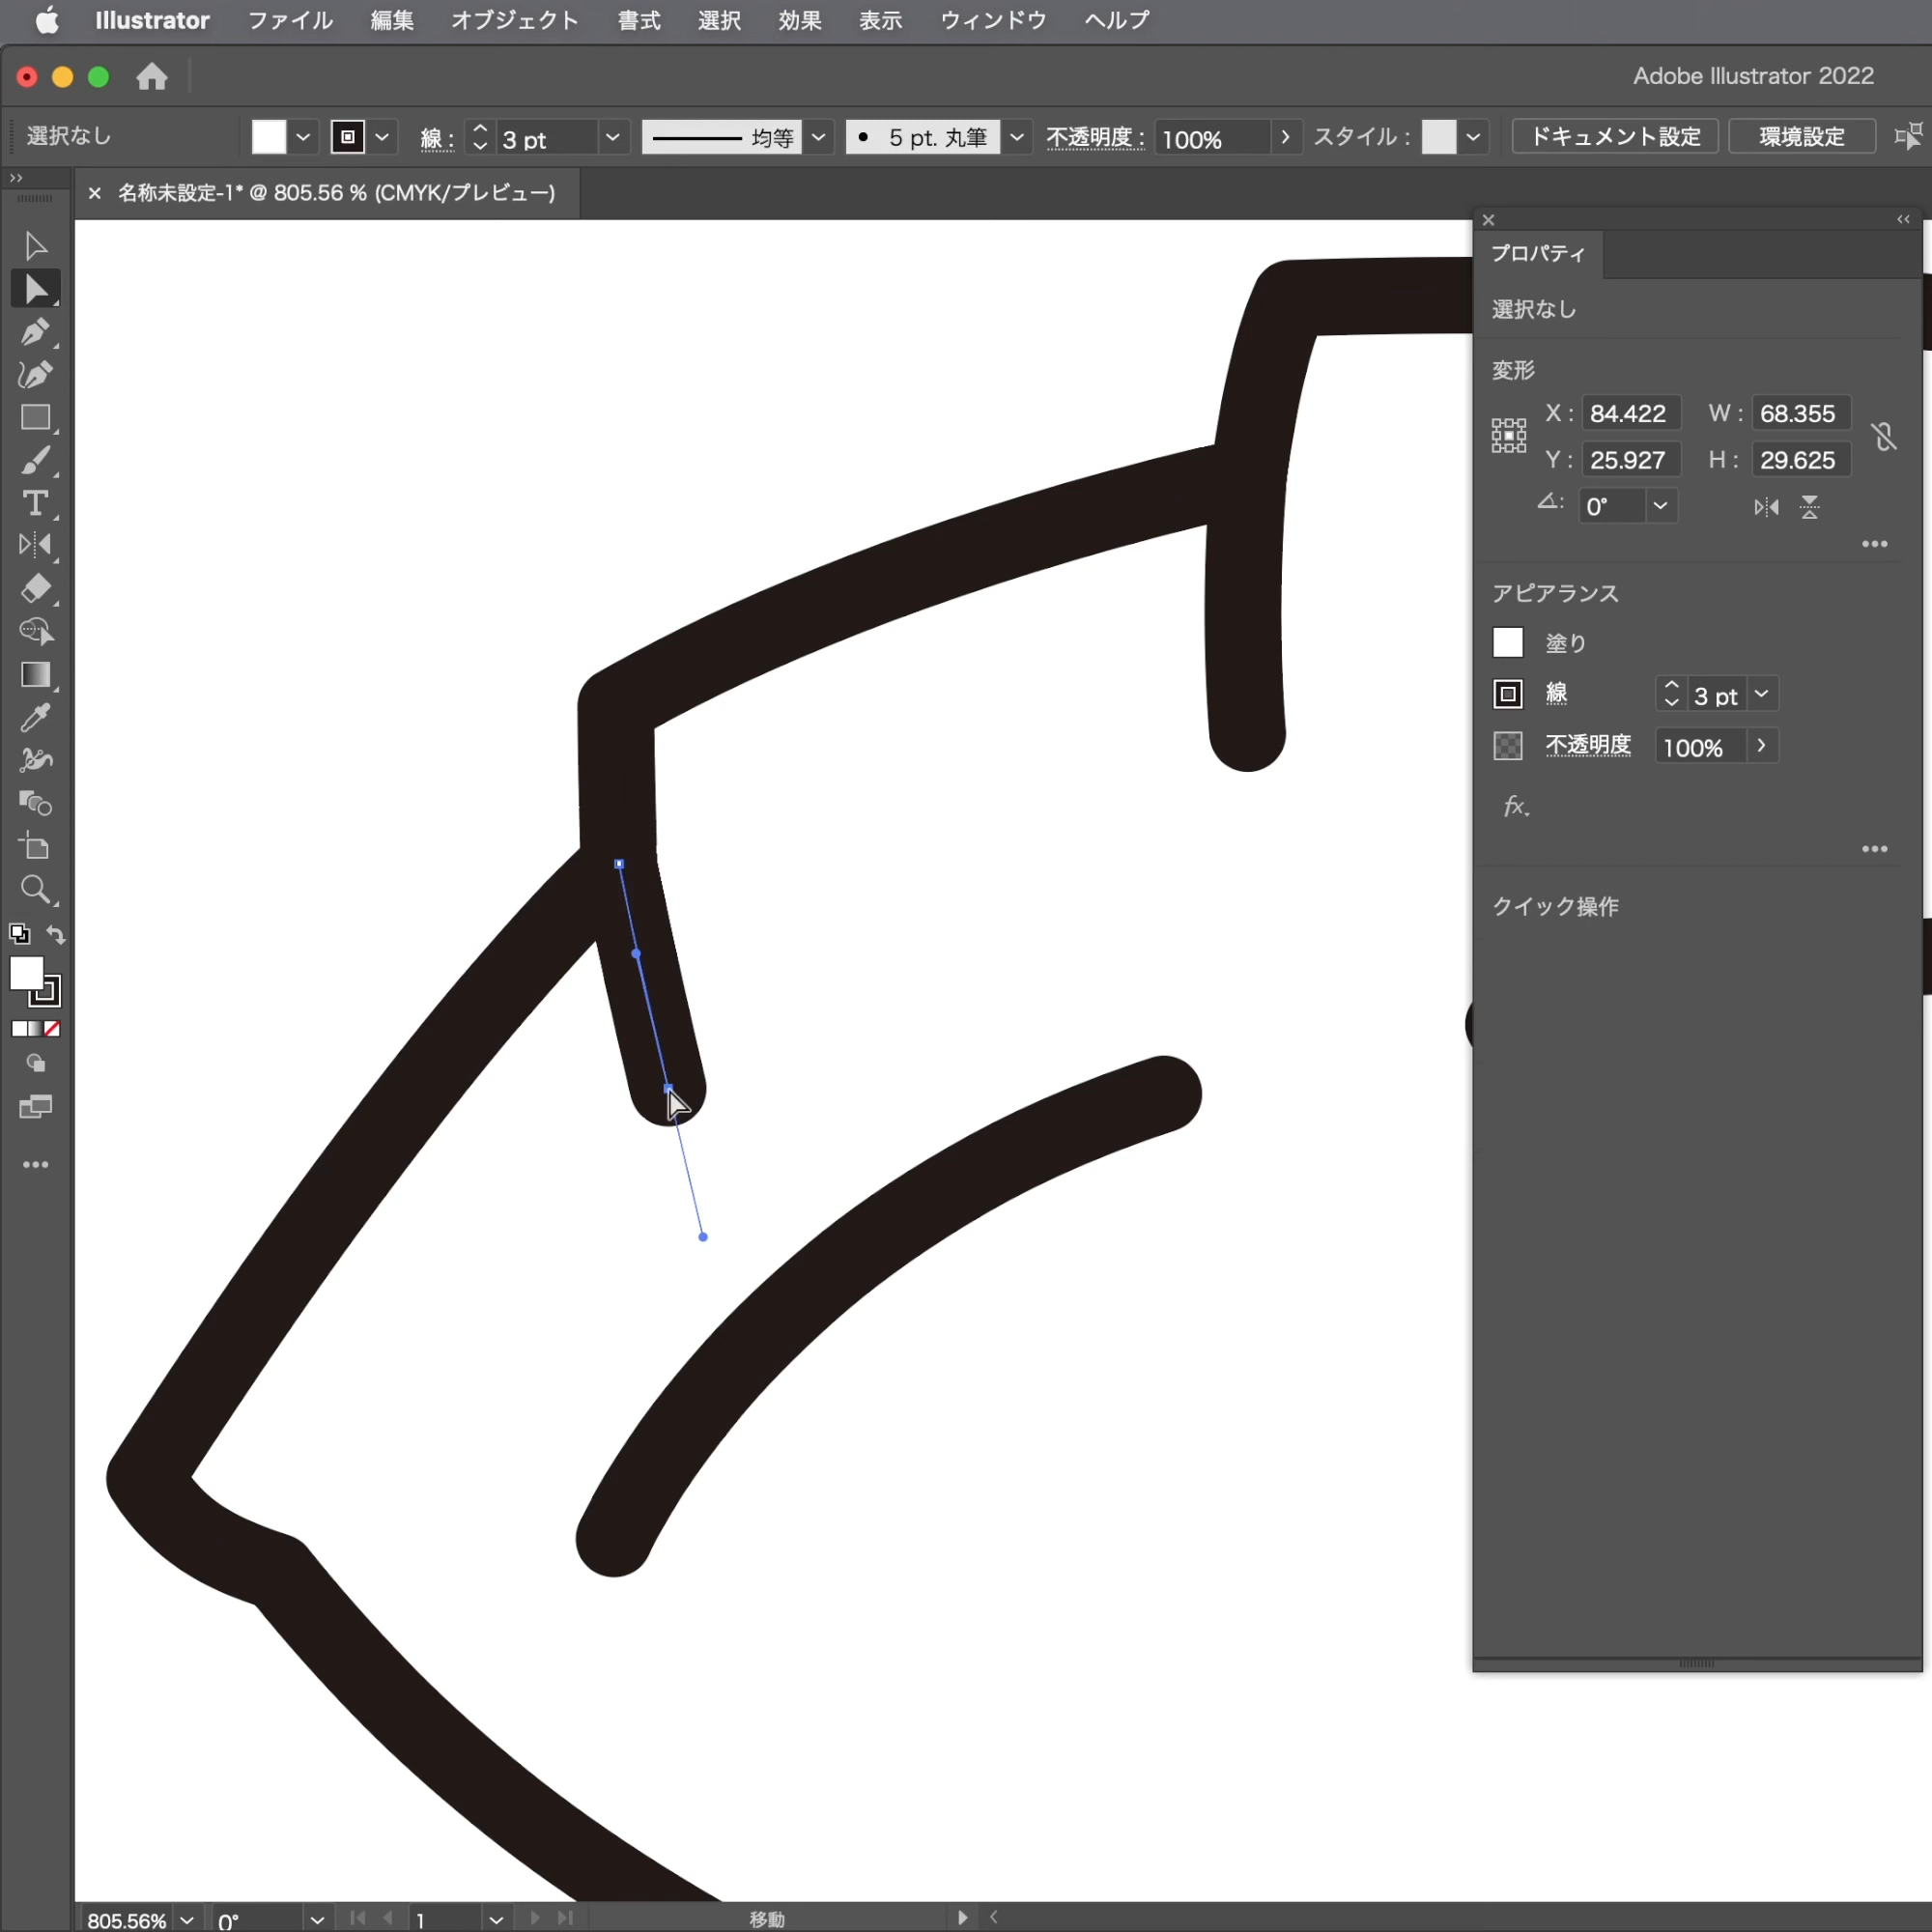 Illustrator ファイル 編集 オブジェクト 書式 選択 効果 表示 ウィンドウ ヘルプ
Adobe Illustrator 2022
選択なし 線 : 3 pt 均等 5 pt. 丸筆 不透明度 : 100% スタイル : ドキュメント設定 環境設定
× 名称未設定-1* @ 805.56 % (CMYK/プレビュー)
プロパティ
選択なし
変形
X : 84.422 W : 68.355
Y : 25.927 H : 29.625
0°
アピアランス
塗り
線 3 pt
不透明度 100%
fx
クイック操作
805.56% 0° 1 移動